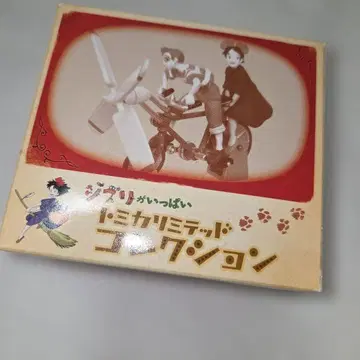 ジブリがいっぱい
トミカリミテッド
コレクション